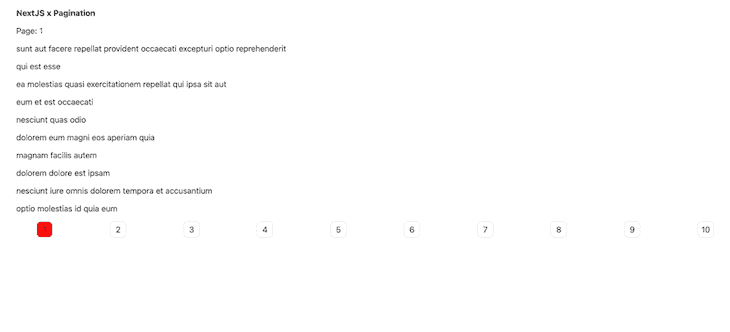 NextJS x Pagination
Page: 1
sunt aut facere repellat provident occaecati excepturi optio reprehenderit
qui est esse
ea molestias quasi exercitationem repellat qui ipsa sit aut
eum et est occaecati
nesciunt quas odio
dolorem eum magni eos aperiam quia
magnam facilis autem
dolorem dolore est ipsam
nesciunt iure omnis dolorem tempora et accusantium
optio molestias id quia eum
1 2 3 4 5 6 7 8 9 10